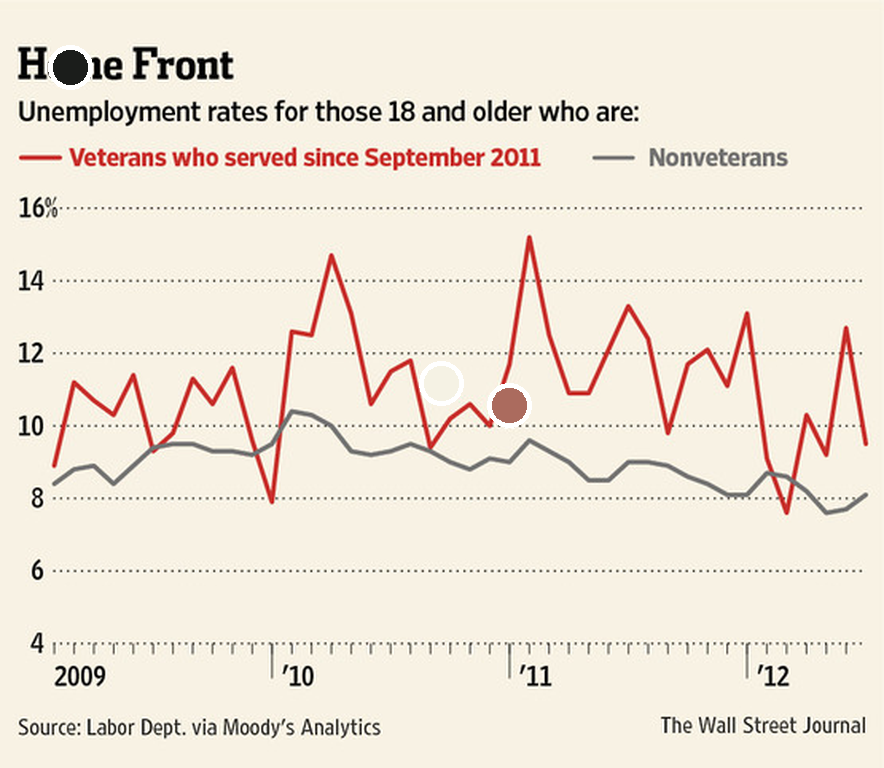 Front
Unemployment rates for those 18 and older who are:
Veterans who served since September 2011 Nonveterans
16%
14
12
10
8
6
4
2009 '10 '11 '12
Source: Labor Dept. via Moody's Analytics The Wall Street Journal